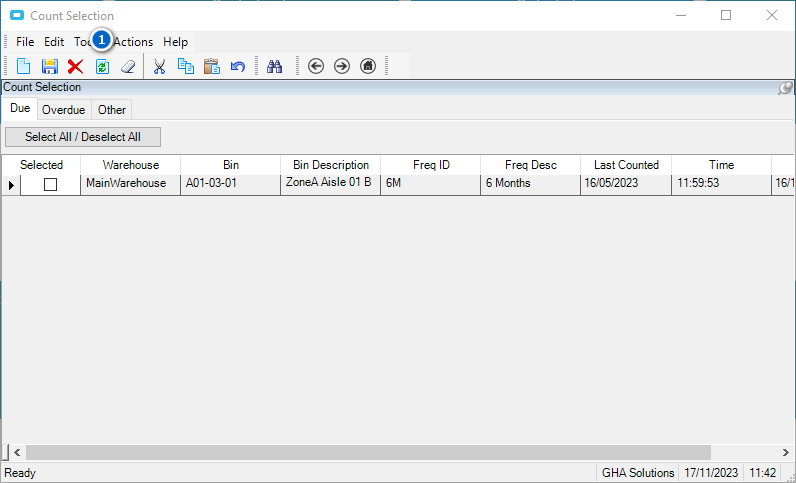 Count Selection
File Edit Too 1 Actions Help
Count Selection
Due Overdue Other
Select All / Deselect All
Selected Warehouse Bin Bin Description Freq ID Freq Desc Last Counted Time
MainWarehouse A01-03-01 ZoneA Aisle 01 B 6M 6 Months 16/05/2023 11:59:53 16/1
Ready GHA Solutions 17/11/2023 11:42